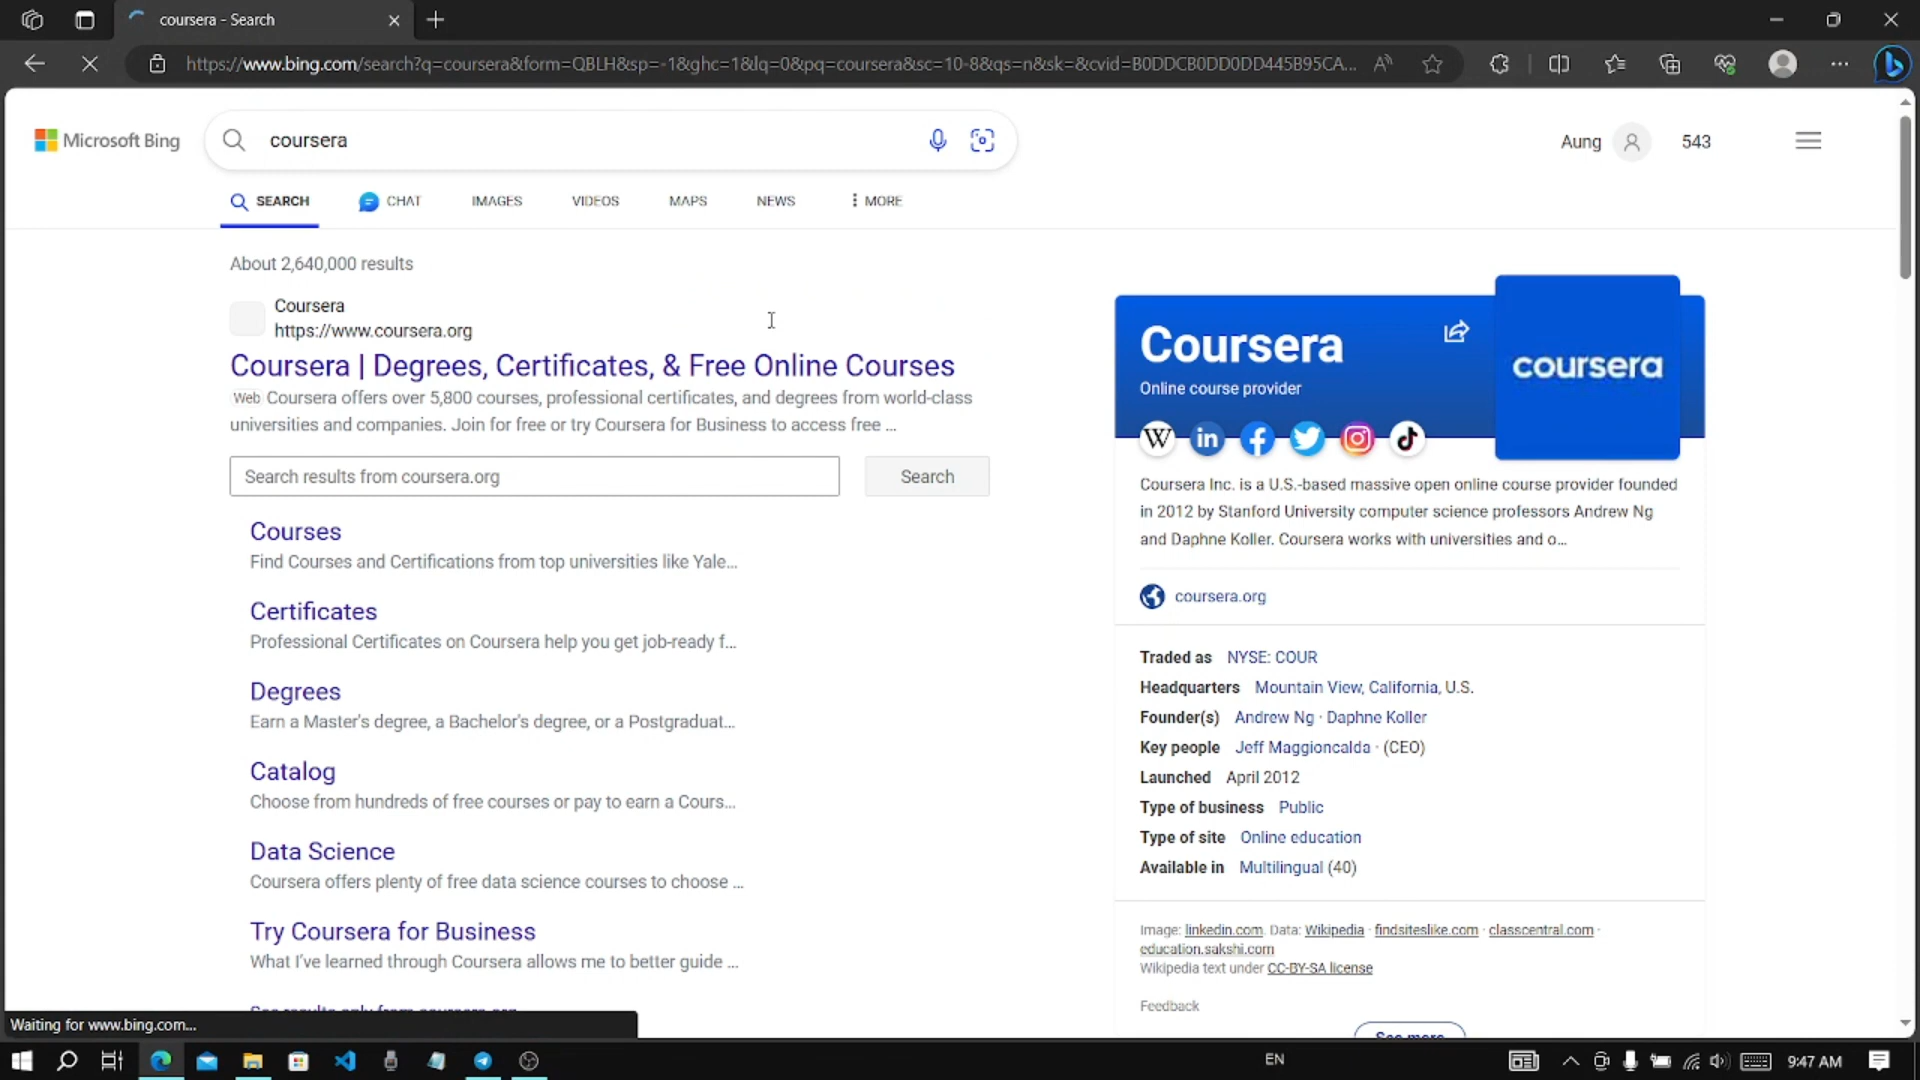 coursera - Search
https://www.bing.com/search?q=coursera&form=QBLH&sp=-1&ghc=1&lq=0&pq=coursera&sc=10-8&qs=n&sk=&cvid=B0DDCB0DD0DD445B95CA...
Microsoft Bing
coursera
Aung
543
SEARCH
CHAT
IMAGES
VIDEOS
MAPS
NEWS
MORE
About 2,640,000 results
Coursera
https://www.coursera.org
Coursera | Degrees, Certificates, & Free Online Courses
Web Coursera offers over 5,800 courses, professional certificates, and degrees from world-class
universities and companies. Join for free or try Coursera for Business to access free ...
Search results from coursera.org
Search
Courses
Find Courses and Certifications from top universities like Yale...
Certificates
Professional Certificates on Coursera help you get job-ready f...
Degrees
Earn a Master's degree, a Bachelor's degree, or a Postgraduat...
Catalog
Choose from hundreds of free courses or pay to earn a Cours...
Data Science
Coursera offers plenty of free data science courses to choose ...
Try Coursera for Business
What I've learned through Coursera allows me to better guide ...
See results only from coursera.org
Coursera
Online course provider
coursera
W
in
Coursera Inc. is a U.S.-based massive open online course provider founded
in 2012 by Stanford University computer science professors Andrew Ng
and Daphne Koller. Coursera works with universities and o...
coursera.org
Traded as NYSE: COUR
Headquarters Mountain View, California, U.S.
Founder(s) Andrew Ng · Daphne Koller
Key people Jeff Maggioncalda · (CEO)
Launched April 2012
Type of business Public
Type of site Online education
Available in Multilingual (40)
Image: linkedin.com. Data: Wikipedia · findsiteslike.com · classcentral.com ·
education.sakshi.com
Wikipedia text under CC-BY-SA license
Feedback
See more
Waiting for www.bing.com...
EN
9:47 AM